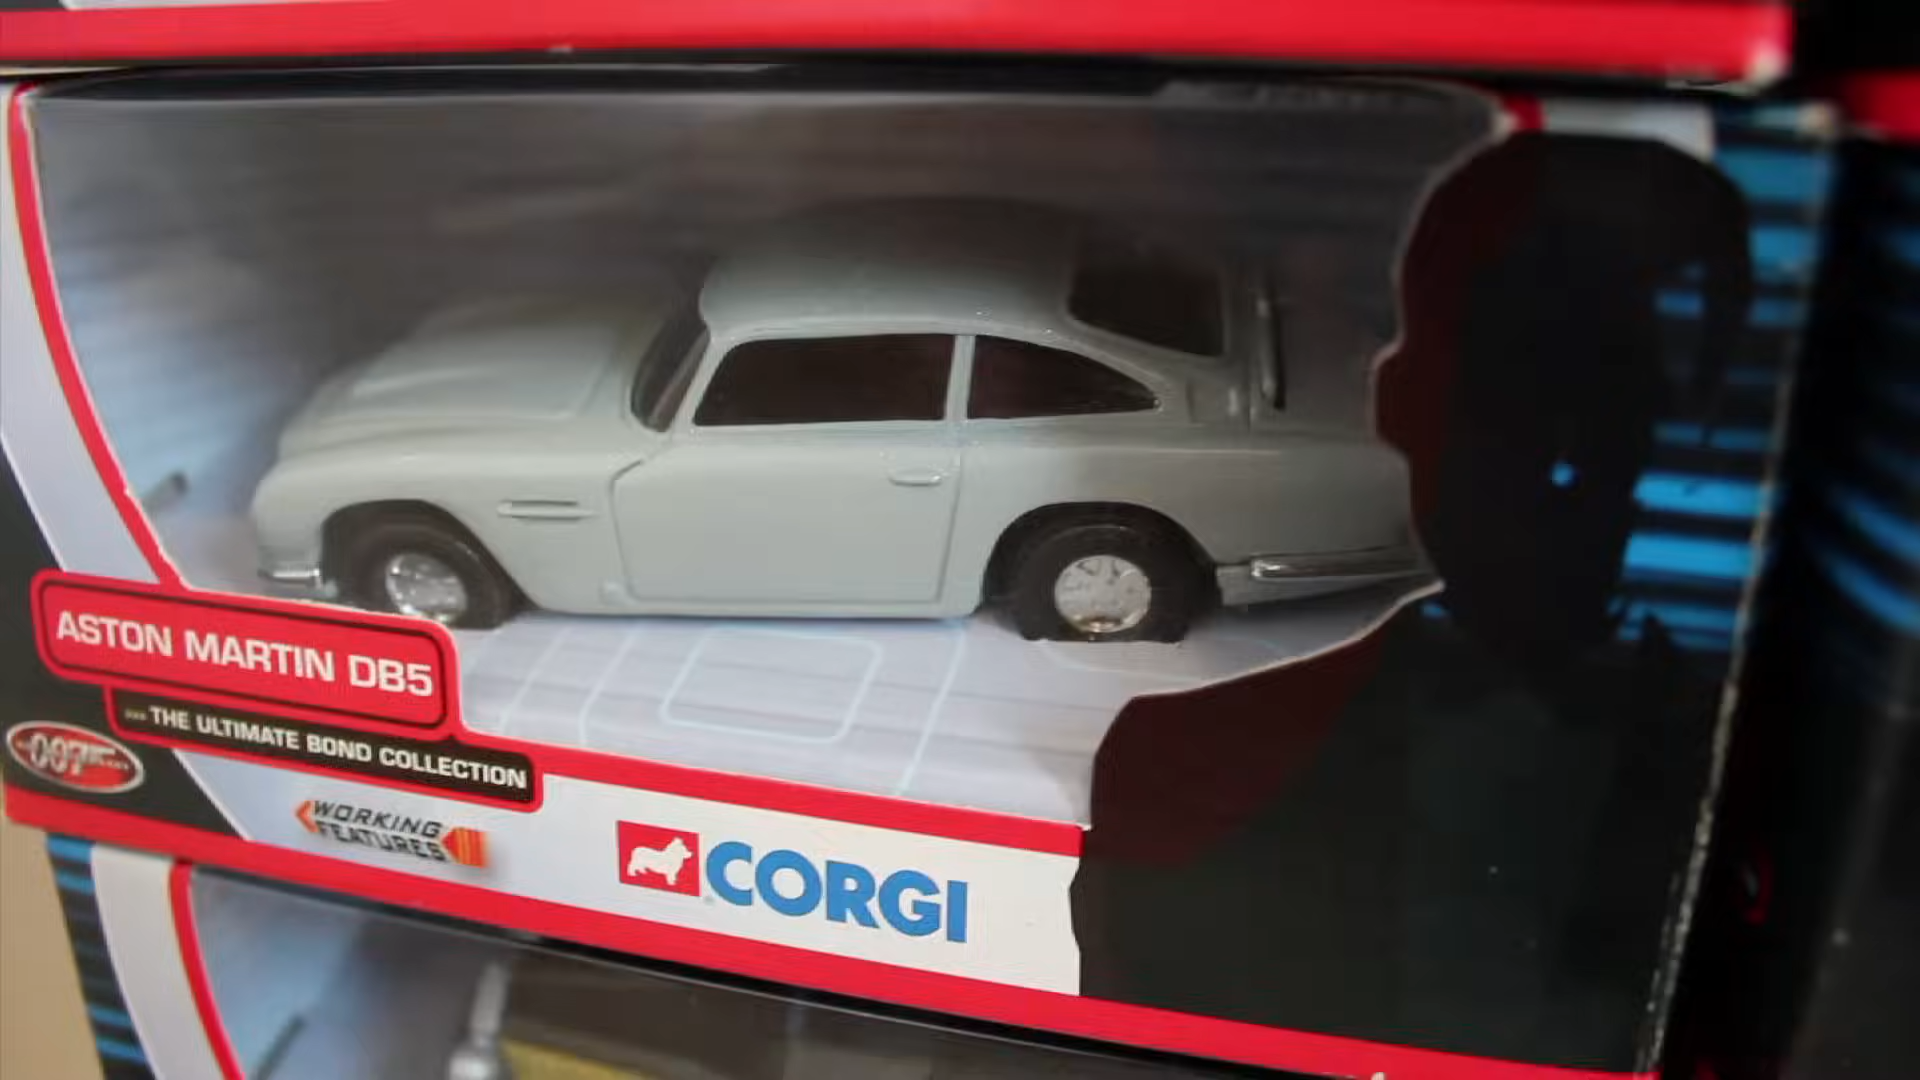 ASTON MARTIN DB5
THE ULTIMATE BOND COLLECTION
007
WORKING
FEATURES
CORGI